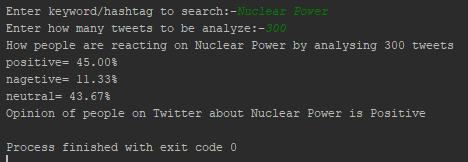 Enter keyword/hashtag to search:-Nuclear Power
Enter how many tweets to be analyze:-300
How people are reacting on Nuclear Power by analysing 300 tweets
positive= 45.00%
nagetive= 11.33%
neutral= 43.67%
Opinion of people on Twitter about Nuclear Power is Positive
Process finished with exit code 0